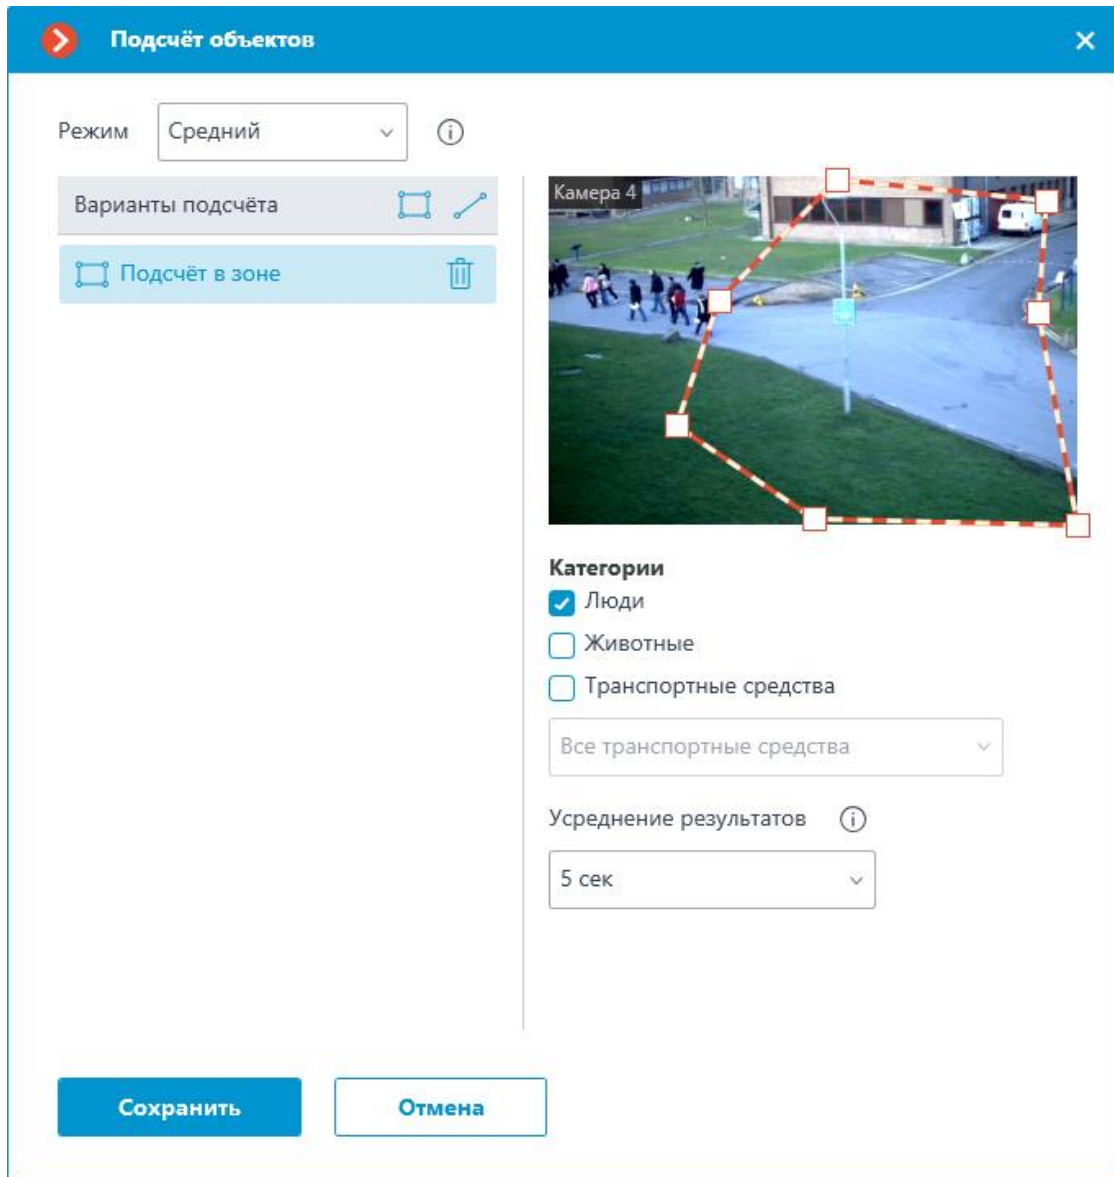 Подсчёт объектов
Режим
Средний
Варианты подсчёта
Подсчёт в зоне
Камера 4
Категории
Люди
Животные
Транспортные средства
Все транспортные средства
Усреднение результатов
5 сек
Сохранить
Отмена